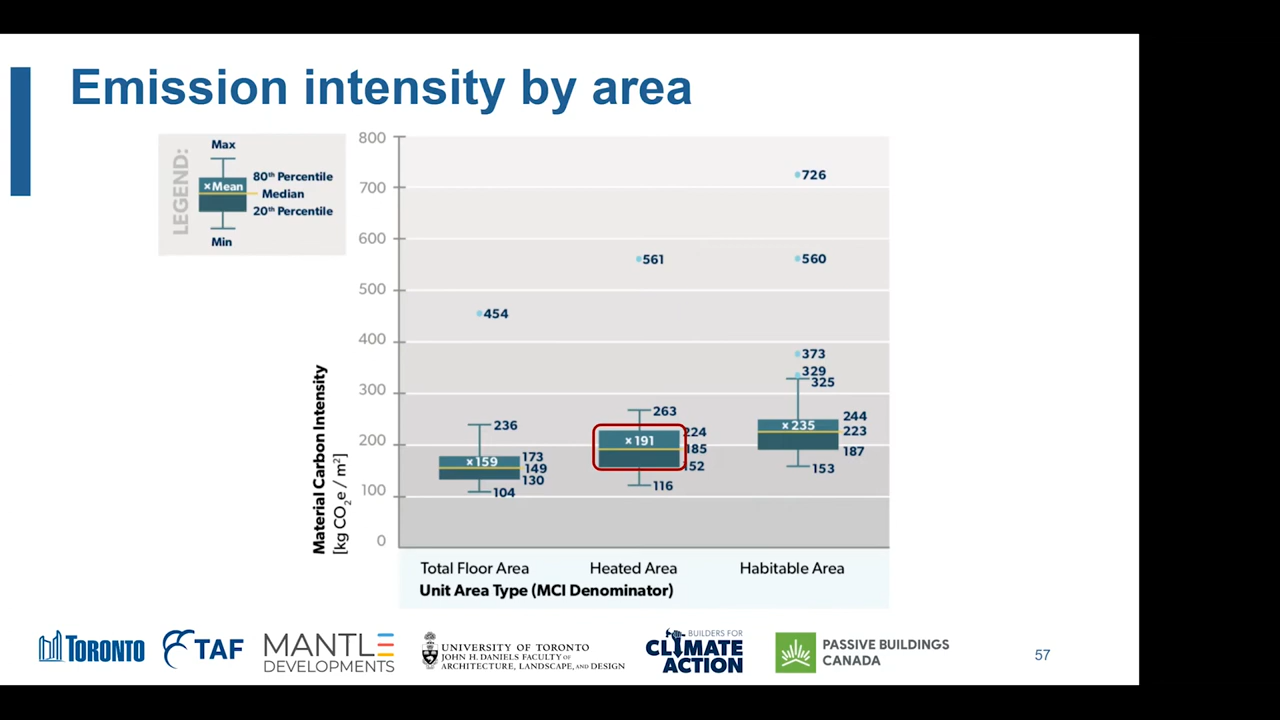 Emission intensity by area
LEGEND:
Max
80th Percentile
× Mean
Median
20th Percentile
Min
Material Carbon Intensity
[kg CO2e / m²]
800
700
600
500
400
300
200
100
0
454
236
173
×159
149
130
104
561
263
224
×191
185
152
116
726
560
373
329
325
244
×235
223
187
153
Total Floor Area
Heated Area
Habitable Area
Unit Area Type (MCI Denominator)
TORONTO
TAF
MANTLE
DEVELOPMENTS
UNIVERSITY OF TORONTO
JOHN H. DANIELS FACULTY OF
ARCHITECTURE, LANDSCAPE, AND DESIGN
BUILDERS FOR
CLIMATE
ACTION
PASSIVE BUILDINGS
CANADA
57